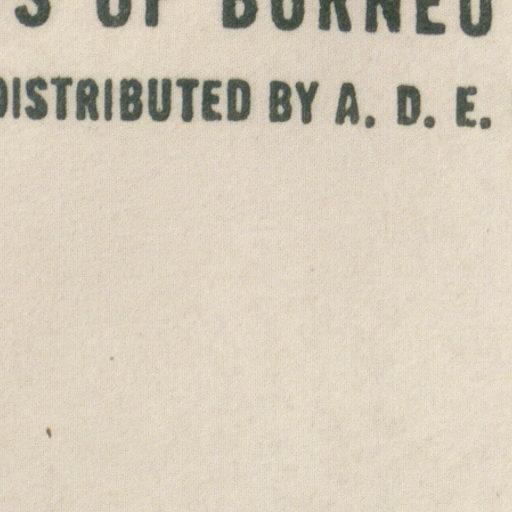 S OF BORNEO
DISTRIBUTED BY A. D. E.